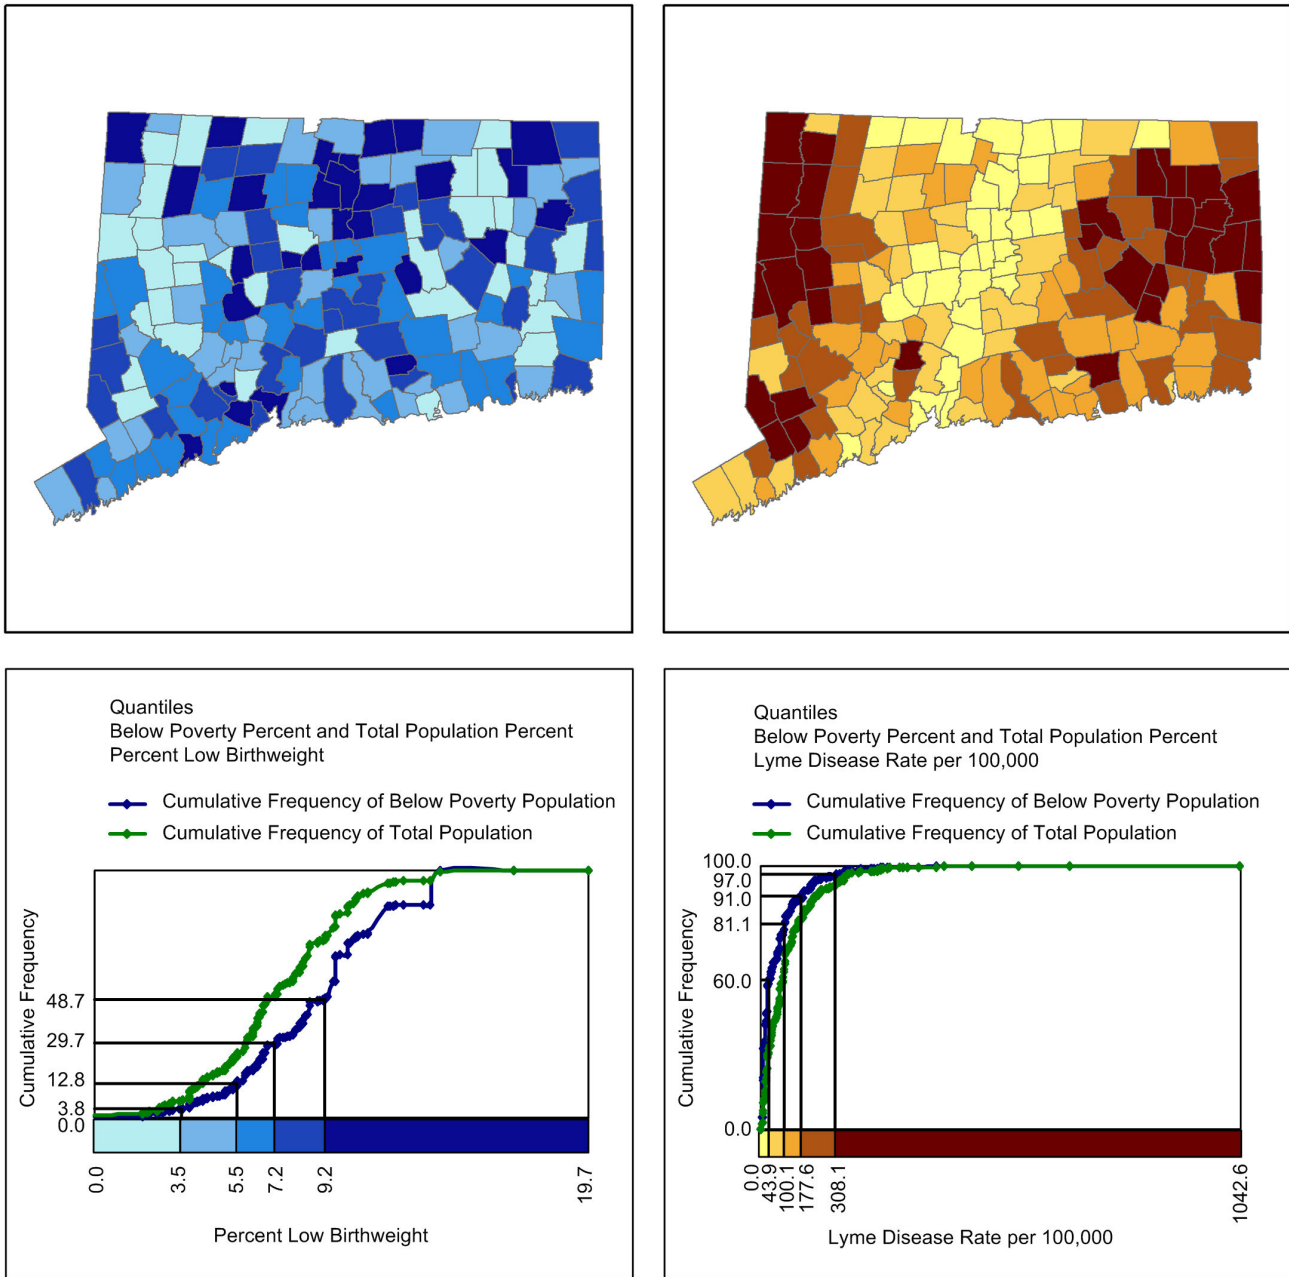 Quantiles
Below Poverty Percent and Total Population Percent
Percent Low Birthweight
Cumulative Frequency of Below Poverty Population
Cumulative Frequency of Total Population
Cumulative Frequency
48.7
29.7
12.8
3.8
0.0
0.0
3.5
5.5
7.2
9.2
19.7
Percent Low Birthweight
Quantiles
Below Poverty Percent and Total Population Percent
Lyme Disease Rate per 100,000
Cumulative Frequency of Below Poverty Population
Cumulative Frequency of Total Population
Cumulative Frequency
100.0
97.0
91.0
81.1
60.0
0.0
0.0
43.9
100.1
177.6
308.1
1042.6
Lyme Disease Rate per 100,000